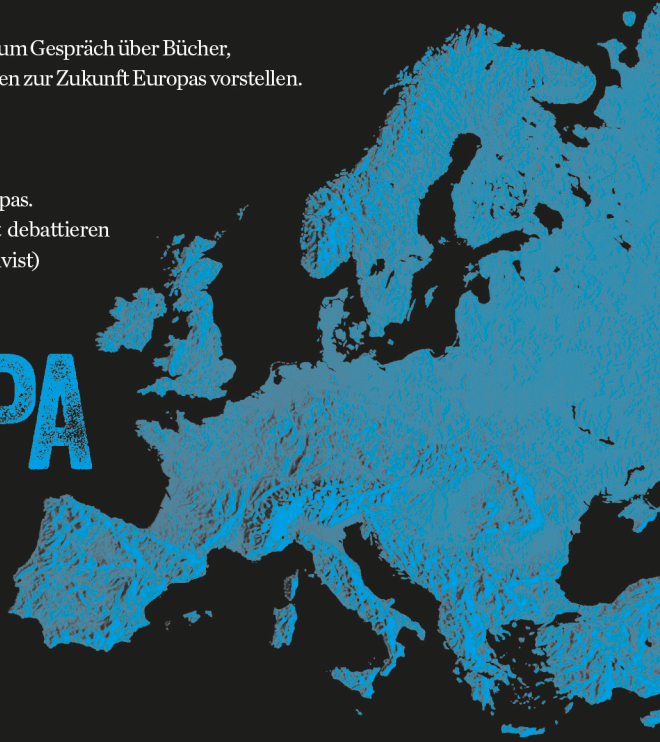 um Gespräch über Bücher,
en zur Zukunft Europas vorstellen.
pas.
t debattieren
vist)
PA